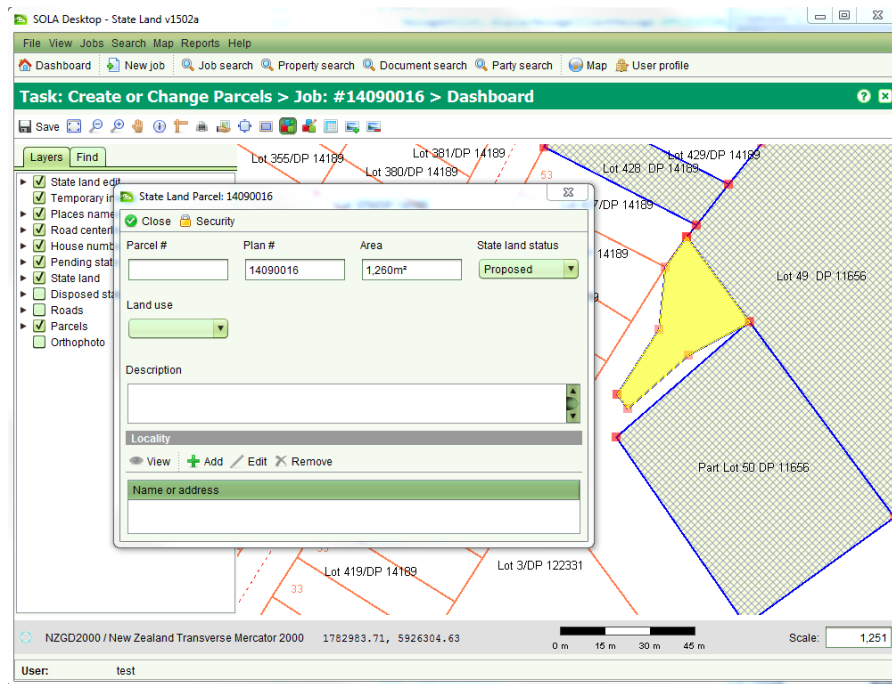 SOLA Desktop - State Land v1502a
File View Jobs Search Map Reports Help
Dashboard New job Job search Property search Document search Party search Map User profile
Task: Create or Change Parcels > Job: #14090016 > Dashboard
Save
Layers Find
State land edit
Temporary in
Places name
Road centerl
House numb
Pending stat
State land
Disposed sta
Roads
Parcels
Orthophoto
Lot 355/DP 14189
Lot 381/DP 14189
Lot 380/DP 14189
53
Lot 429/DP 14189
Lot 428 DP 14189
7/DP 14189
14189
9
Lot 49 DP 11656
Part Lot 50 DP 11656
State Land Parcel: 14090016
Close Security
Parcel # Plan # Area State land status
14090016 1,260m² Proposed
Land use
Description
Locality
View Add Edit Remove
Name or address
33
Lot 419/DP 14189
Lot 3/DP 122331
33
NZGD2000 / New Zealand Transverse Mercator 2000 1782983.71, 5926304.63
0 m 15 m 30 m 45 m
Scale: 1,251
User: test